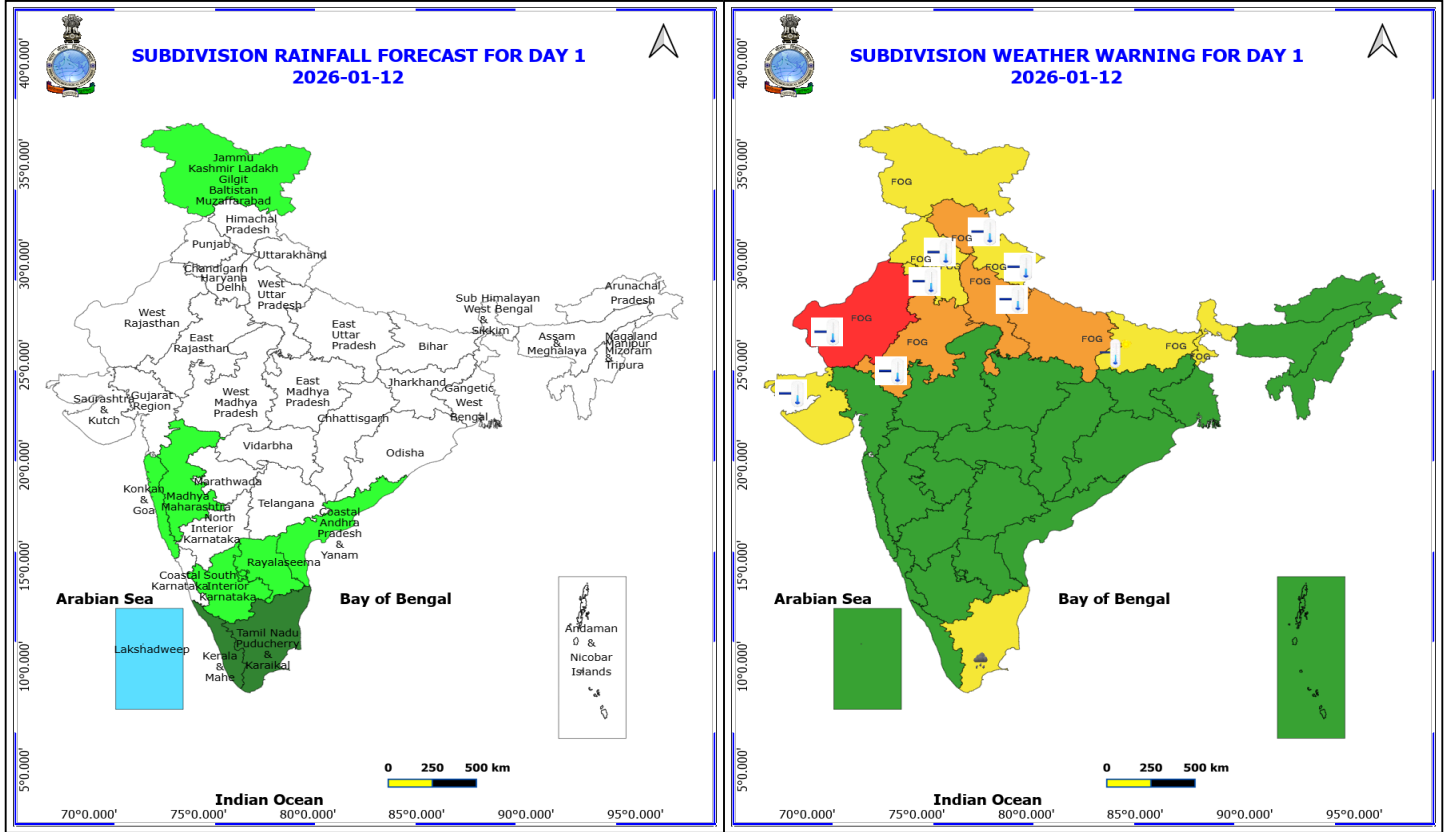 SUBDIVISION RAINFALL FORECAST FOR DAY 1
2026-01-12
40°0.000'
35°0.000'
30°0.000'
25°0.000'
20°0.000'
15°0.000'
10°0.000'
5°0.000'
Jammu
Kashmir Ladakh
Gilgit
Baltistan
Muzaffarabad
Himachal
Pradesh
Punjab
Uttarakhand
Chandigarh
Haryana
Delhi
West
Uttar
Pradesh
Arunachal
Pradesh
Sub Himalayan
West Bengal
&
Sikkim
West
Rajasthan
East
Rajasthan
East
Uttar
Pradesh
Bihar
Assam
&
Meghalaya
Nagaland
Manipur
Mizoram
&
Tripura
Saurashtra
&
Kutch
Gujarat
Region
West
Madhya
Pradesh
East
Madhya
Pradesh
Jharkhand
Gangetic
West
Bengal
Chhattisgarh
Vidarbha
Odisha
Konkan
&
Goa
Madhya
Maharashtra
Marathwada
Telangana
North
Interior
Karnataka
Coastal
Andhra
Pradesh
&
Yanam
Rayalaseema
Coastal
Karnataka
South
Interior
Karnataka
Arabian Sea
Bay of Bengal
Lakshadweep
Tamil Nadu
Puducherry
&
Karaikal
Kerala
&
Mahe
Andaman
&
Nicobar
Islands
0 250 500 km
Indian Ocean
70°0.000' 75°0.000' 80°0.000' 85°0.000' 90°0.000' 95°0.000'
SUBDIVISION WEATHER WARNING FOR DAY 1
2026-01-12
40°0.000'
35°0.000'
30°0.000'
25°0.000'
20°0.000'
15°0.000'
10°0.000'
5°0.000'
FOG
FOG
FOG
FOG
FOG
FOG
FOG
FOG
FOG
FOG
FOG
Arabian Sea
Bay of Bengal
0 250 500 km
Indian Ocean
70°0.000' 75°0.000' 80°0.000' 85°0.000' 90°0.000' 95°0.000'